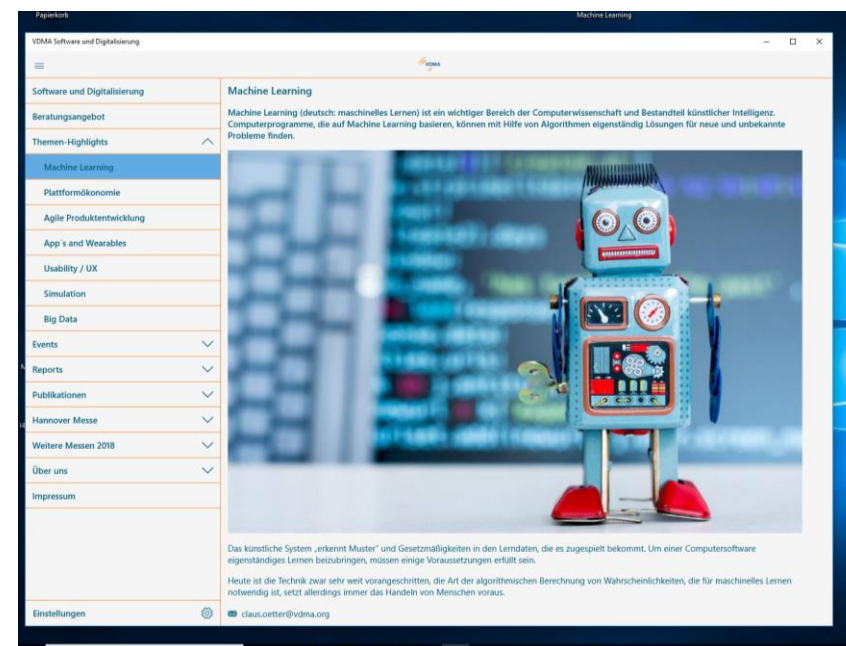 Papierkorb
Machine Learning
VDMA Software und Digitalisierung
VDMA
Software und Digitalisierung
Beratungsangebot
Themen-Highlights
Machine Learning
Plattformökonomie
Agile Produktentwicklung
App´s and Wearables
Usability / UX
Simulation
Big Data
Events
Reports
Publikationen
Hannover Messe
Weitere Messen 2018
Über uns
Impressum
Einstellungen
Machine Learning
Machine Learning (deutsch: maschinelles Lernen) ist ein wichtiger Bereich der Computerwissenschaft und Bestandteil künstlicher Intelligenz.
Computerprogramme, die auf Machine Learning basieren, können mit Hilfe von Algorithmen eigenständig Lösungen für neue und unbekannte
Probleme finden.
Das künstliche System „erkennt Muster" und Gesetzmäßigkeiten in den Lerndaten, die es zugespielt bekommt. Um einer Computersoftware
eigenständiges Lernen beizubringen, müssen einige Voraussetzungen erfüllt sein.
Heute ist die Technik zwar sehr weit vorangeschritten, die Art der algorithmischen Berechnung von Wahrscheinlichkeiten, die für maschinelles Lernen
notwendig ist, setzt allerdings immer das Handeln von Menschen voraus.
claus.oetter@vdma.org